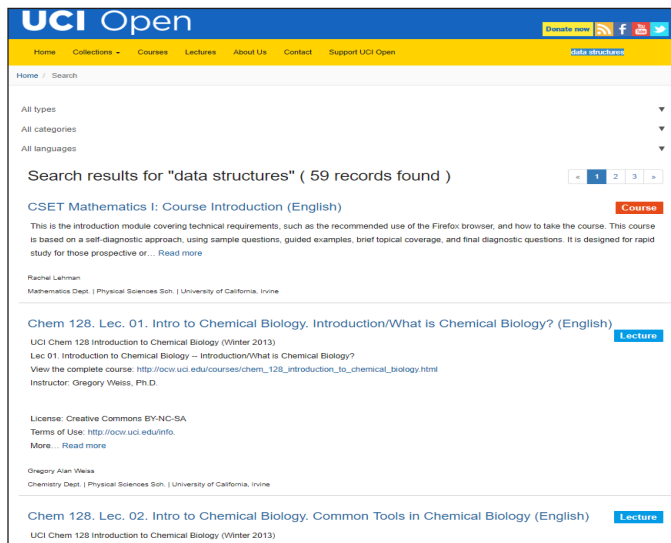 UCI Open
Donate now
You Tube
Home Collections Courses Lectures About Us Contact Support UCI Open data structures
Home / Search
All types
All categories
All languages
Search results for "data structures" ( 59 records found ) « 1 2 3 »
CSET Mathematics I: Course Introduction (English) Course
This is the introduction module covering technical requirements, such as the recommended use of the Firefox browser, and how to take the course. This course
is based on a self-diagnostic approach, using sample questions, guided examples, brief topical coverage, and final diagnostic questions. It is designed for rapid
study for those prospective or… Read more
Rachel Lehman
Mathematics Dept. | Physical Sciences Sch. | University of California, Irvine
Chem 128. Lec. 01. Intro to Chemical Biology. Introduction/What is Chemical Biology? (English)
Lecture
UCI Chem 128 Introduction to Chemical Biology (Winter 2013)
Lec 01. Introduction to Chemical Biology -- Introduction/What is Chemical Biology?
View the complete course: http://ocw.uci.edu/courses/chem_128_introduction_to_chemical_biology.html
Instructor: Gregory Weiss, Ph.D.
License: Creative Commons BY-NC-SA
Terms of Use: http://ocw.uci.edu/info.
More… Read more
Gregory Alan Weiss
Chemistry Dept. | Physical Sciences Sch. | University of California, Irvine
Chem 128. Lec. 02. Intro to Chemical Biology. Common Tools in Chemical Biology (English) Lecture
UCI Chem 128 Introduction to Chemical Biology (Winter 2013)